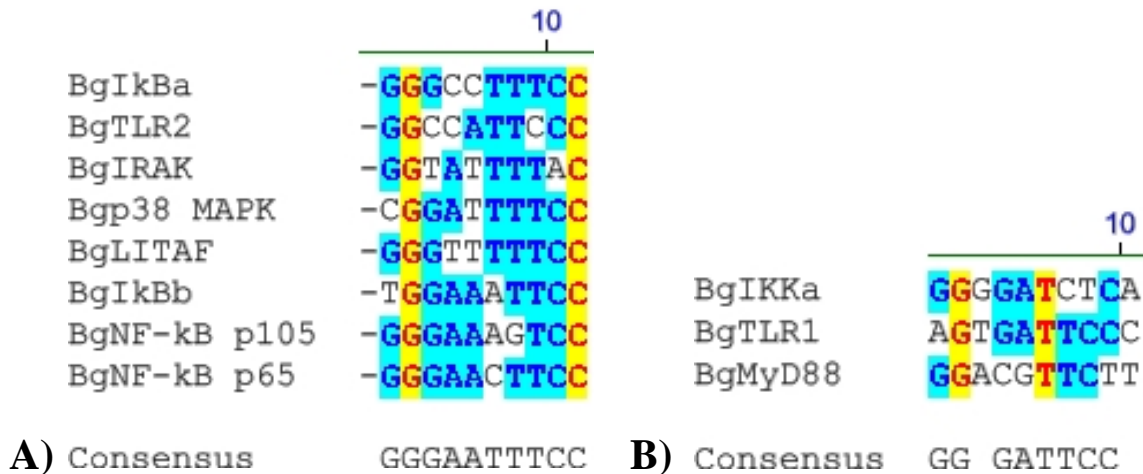 10
BgIkBa -GGGCCTTTCC
BgTLR2 -GGCCATTCCC
BgIRAK -GGTATTTTAC
Bgp38 MAPK -CGGATTTTCC
BgLITAF -GGGTTTTTCC
BgIkBb -TGGAAATTCC
BgNF-kB p105 -GGGAAAGTCC
BgNF-kB p65 -GGGAACTTCC
A) Consensus GGGAATTTCC
10
BgIKKa GGGGATCTCA
BgTLR1 AGTGATTCCC
BgMyD88 GGACGTTCTT
B) Consensus GG GATTCC